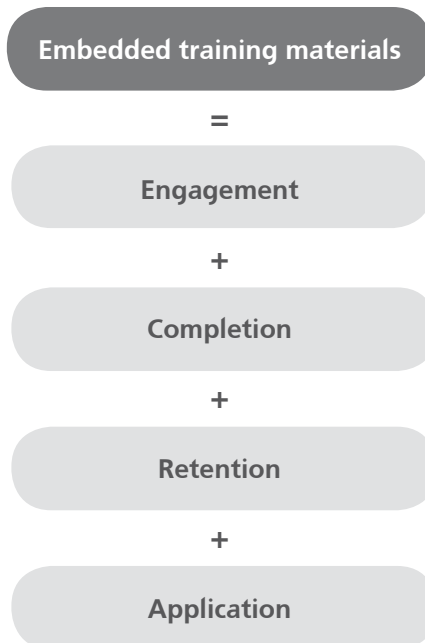 Embedded training materials
=
Engagement
+
Completion
+
Retention
+
Application